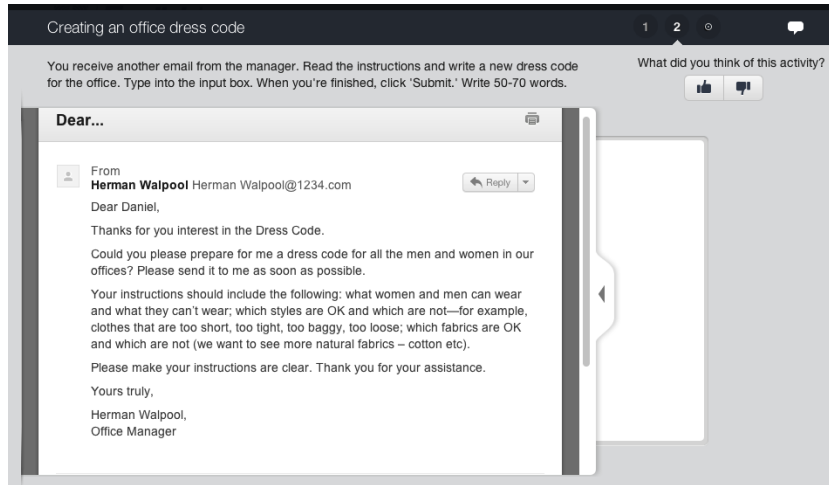 Creating an office dress code
1 2
You receive another email from the manager. Read the instructions and write a new dress code
for the office. Type into the input box. When you're finished, click 'Submit.' Write 50-70 words.
What did you think of this activity?
Dear...
From
Herman Walpool Herman Walpool@1234.com
Reply
Dear Daniel,
Thanks for you interest in the Dress Code.
Could you please prepare for me a dress code for all the men and women in our
offices? Please send it to me as soon as possible.
Your instructions should include the following: what women and men can wear
and what they can't wear; which styles are OK and which are not—for example,
clothes that are too short, too tight, too baggy, too loose; which fabrics are OK
and which are not (we want to see more natural fabrics – cotton etc).
Please make your instructions are clear. Thank you for your assistance.
Yours truly,
Herman Walpool,
Office Manager